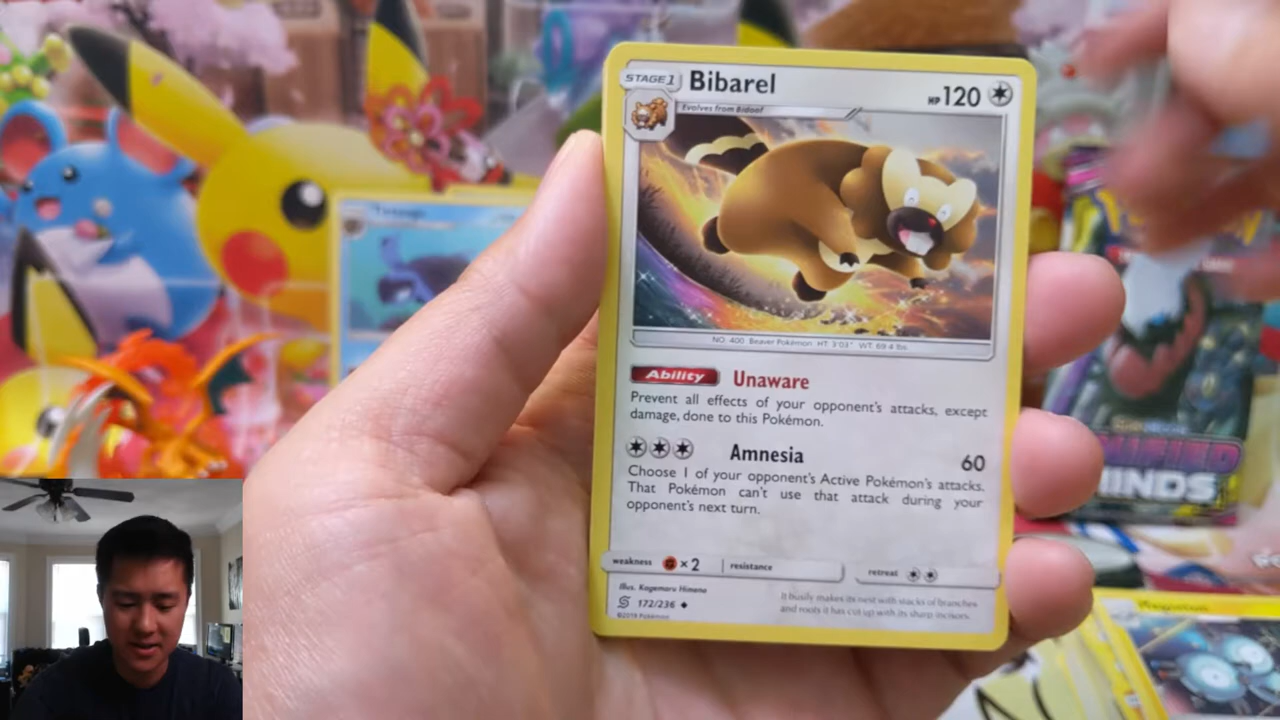 STAGE 1 Bibarel HP 120
Evolves from Bidoof
NO. 400 Beaver Pokémon HT: 3'03" WT: 69.4 lbs.
Ability Unaware
Prevent all effects of your opponent's attacks, except
damage, done to this Pokémon.
Amnesia 60
Choose 1 of your opponent's Active Pokémon's attacks.
That Pokémon can't use that attack during your
opponent's next turn.
weakness × 2 resistance retreat
Illus. Kagemaru Himeno
172/236
©2019 Pokémon
It busily makes its nest with stacks of branches
and roots it has cut up with its sharp incisors.
MINDS